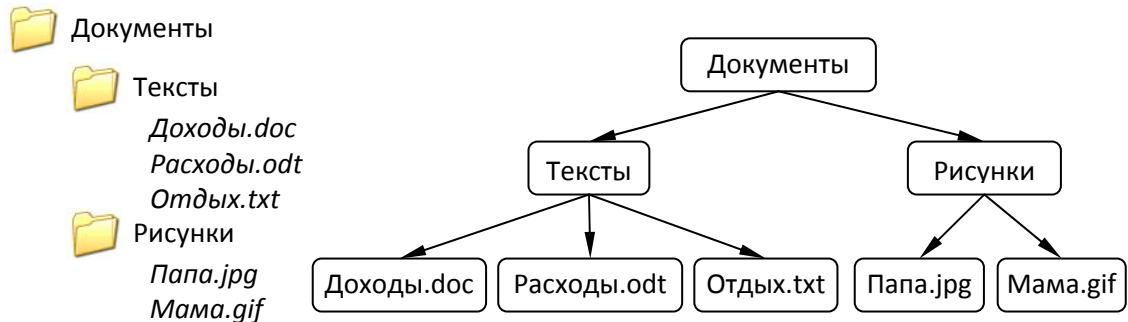 Документы
Тексты
Доходы.doc
Расходы.odt
Отдых.txt
Рисунки
Папа.jpg
Мама.gif
Документы
Тексты
Рисунки
Доходы.doc
Расходы.odt
Отдых.txt
Папа.jpg
Мама.gif